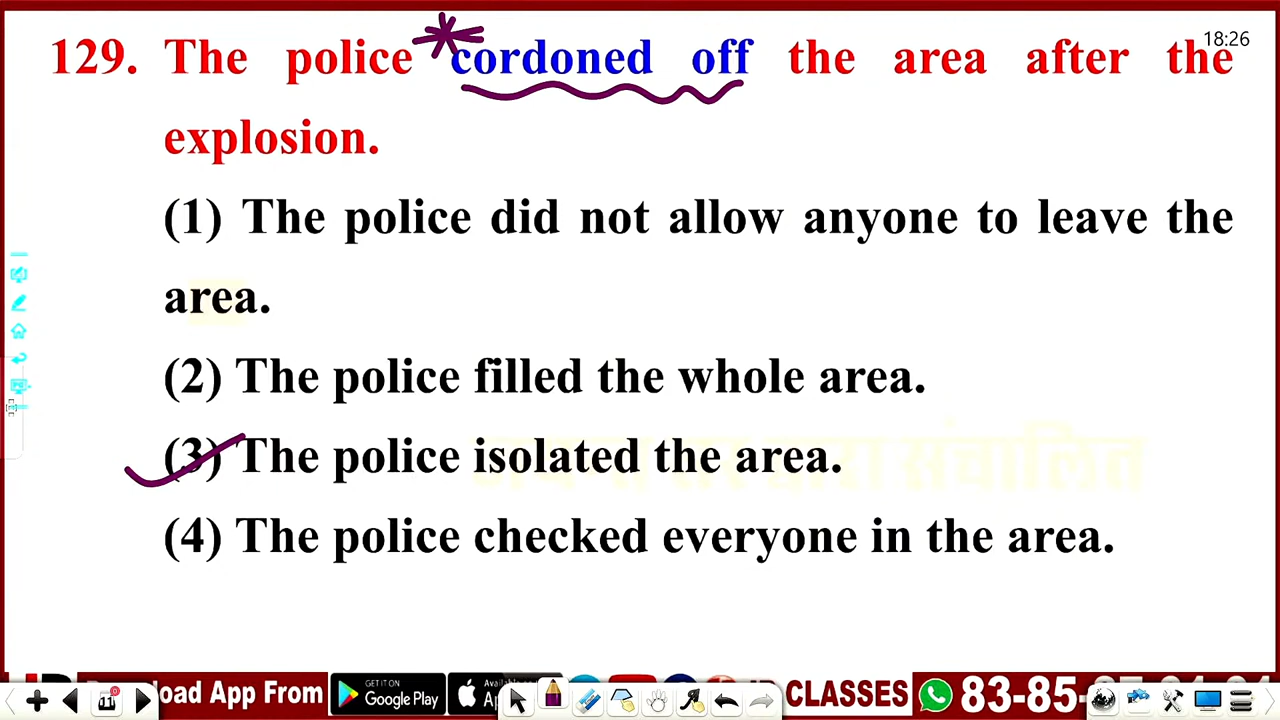 18:26
129. The police *cordoned off the area after the
explosion.
(1) The police did not allow anyone to leave the
area.
(2) The police filled the whole area.
(3) The police isolated the area.
(4) The police checked everyone in the area.
App From GET IT ON Google Play CLASSES 83-85-